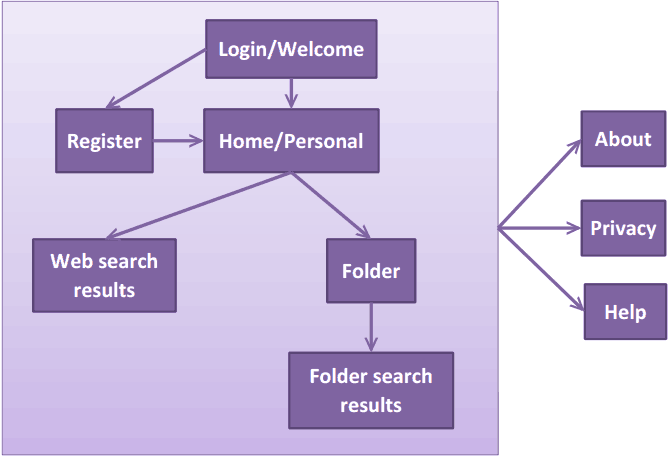 Login/Welcome
Register
Home/Personal
About
Privacy
Web search
results
Folder
Help
Folder search
results